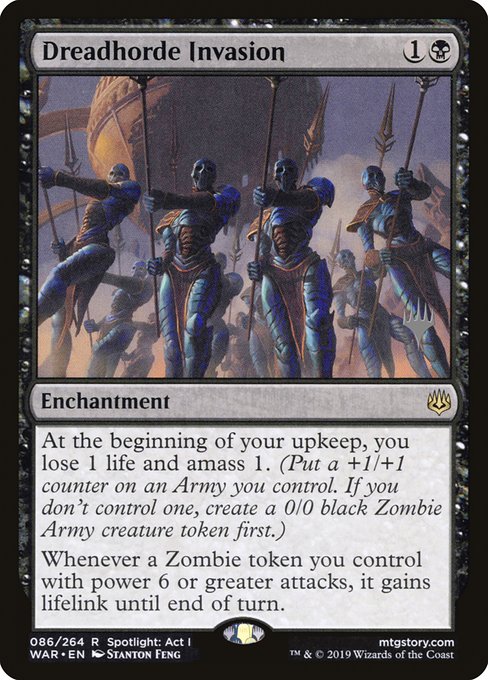 Dreadhorde Invasion 1
Enchantment
At the beginning of your upkeep, you
lose 1 life and amass 1. (Put a +1/+1
counter on an Army you control. If you
don't control one, create a 0/0 black Zombie
Army creature token first.)
Whenever a Zombie token you control
with power 6 or greater attacks, it gains
lifelink until end of turn.
086/264 R Spotlight: Act I
mtgstory.com
WAR • EN Stanton Feng
™ & © 2019 Wizards of the Coast